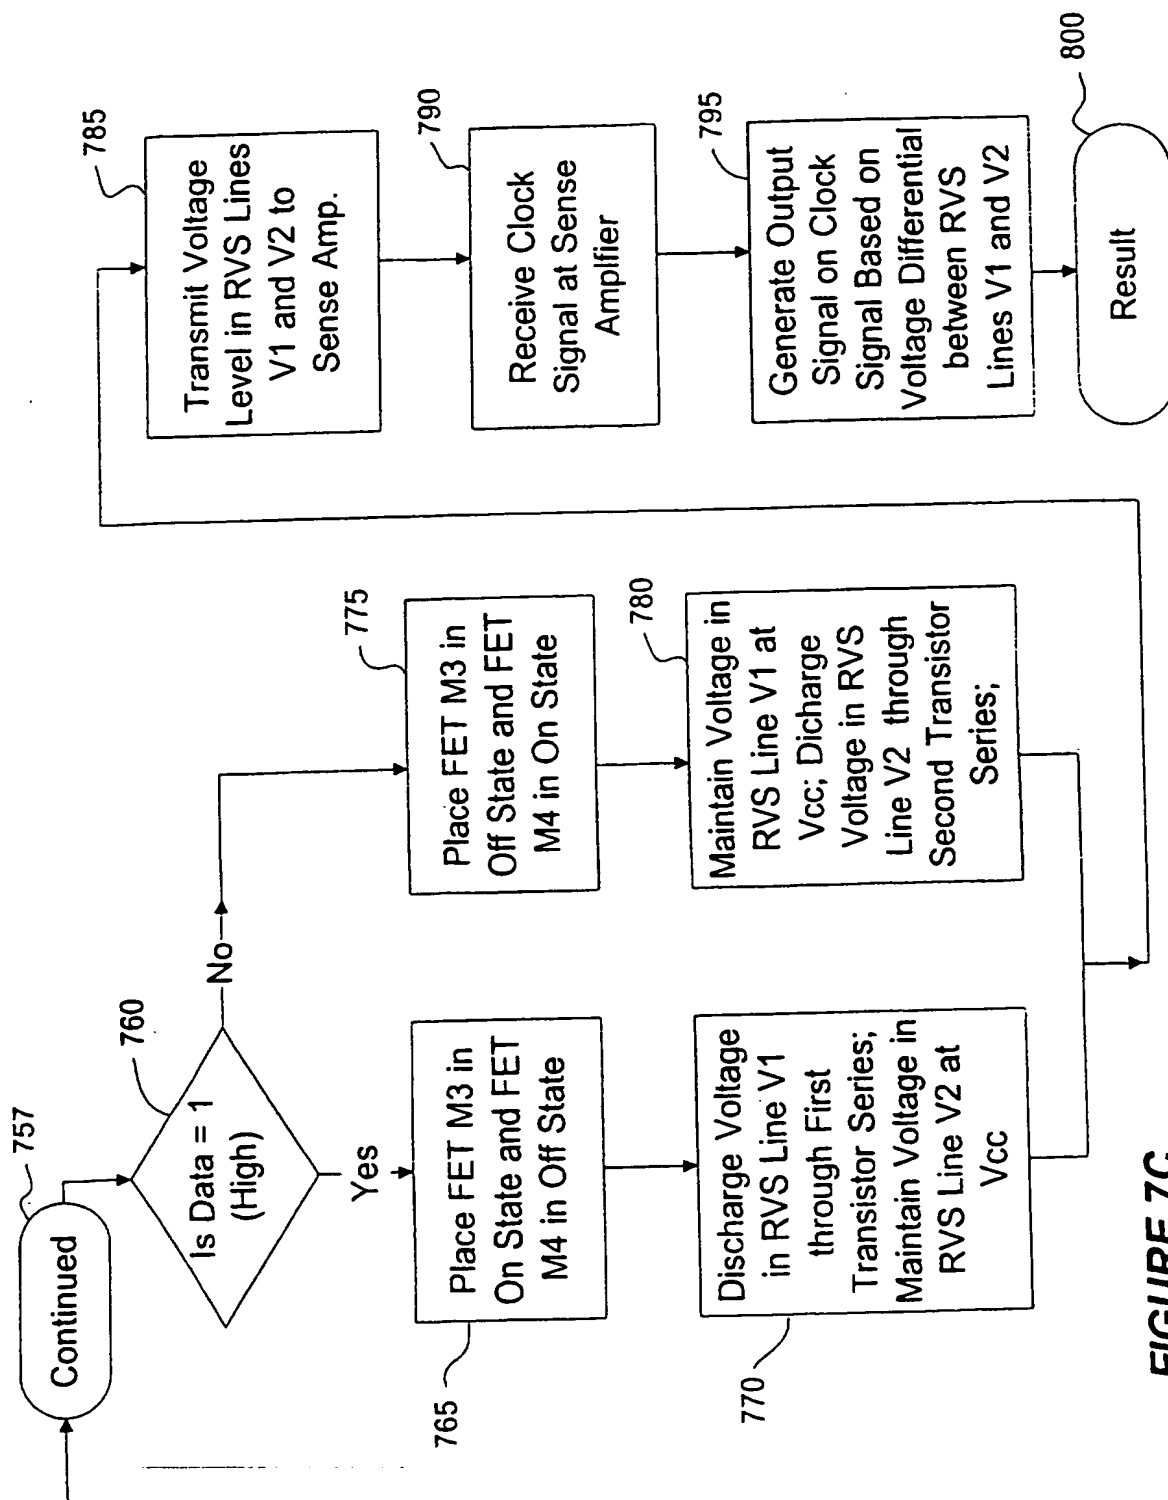 757
Continued
760
Is Data = 1
(High)
Yes
No
765
Place FET M3 in
On State and FET
M4 in Off State
770
Discharge Voltage
in RVS Line V1
through First
Transistor Series;
Maintain Voltage in
RVS Line V2 at
Vcc
775
Place FET M3 in
Off State and FET
M4 in On State
780
Maintain Voltage in
RVS Line V1 at
Vcc; Dicharge
Voltage in RVS
Line V2 through
Second Transistor
Series;
785
Transmit Voltage
Level in RVS Lines
V1 and V2 to
Sense Amp.
790
Receive Clock
Signal at Sense
Amplfier
795
Generate Output
Signal on Clock
Signal Based on
Voltage Differential
between RVS
Lines V1 and V2
800
Result
FIGURE 7C